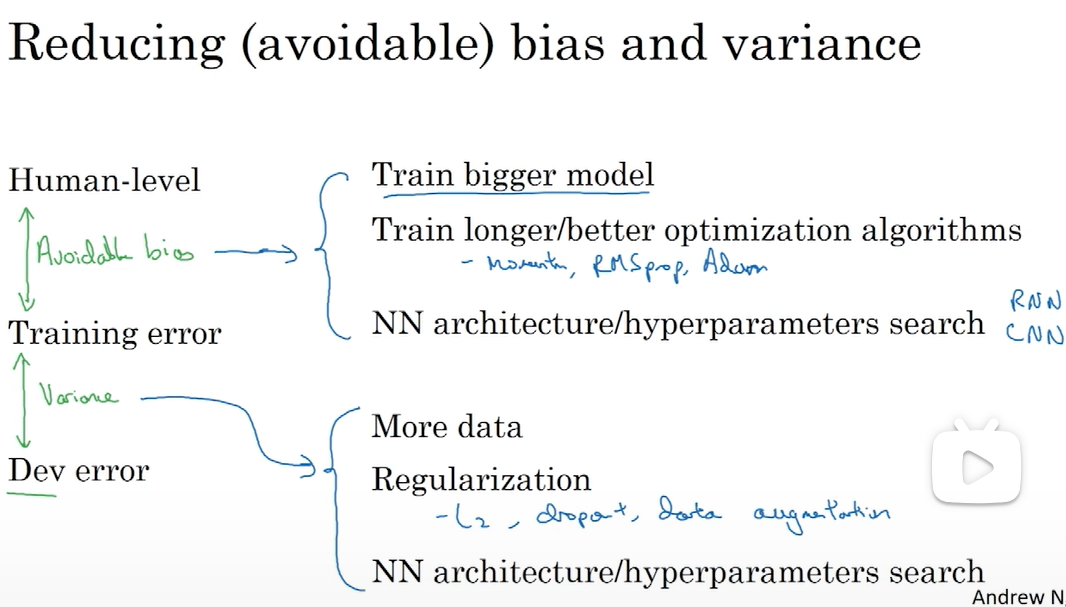 Reducing (avoidable) bias and variance
Human-level
Avoidable bias
Training error
Variance
Dev error
Train bigger model
Train longer/better optimization algorithms
- Momentum, RMSprop, Adam
NN architecture/hyperparameters search
RNN
CNN
More data
Regularization
- L2, dropout, data augmentation
NN architecture/hyperparameters search
Andrew N